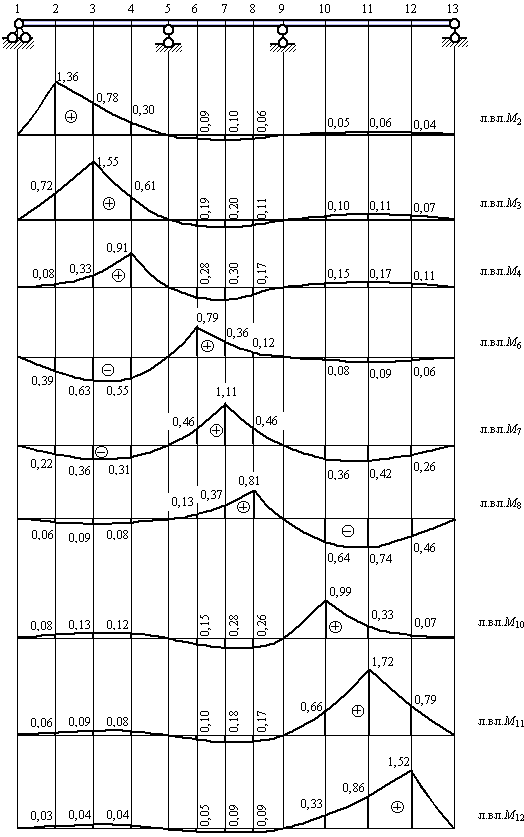 1 2 3 4 5 6 7 8 9 10 11 12 13
1,36 0,78 0,30 0,09 0,10 0,06 0,05 0,06 0,04 л.вл.M2
0,72 1,55 0,61 0,19 0,20 0,11 0,10 0,11 0,07 л.вл.M3
0,08 0,33 0,91 0,28 0,30 0,17 0,15 0,17 0,11 л.вл.M4
0,39 0,63 0,55 0,79 0,36 0,12 0,08 0,09 0,06 л.вл.M6
0,22 0,36 0,31 0,46 1,11 0,46 0,36 0,42 0,26 л.вл.M7
0,06 0,09 0,08 0,13 0,37 0,81 0,64 0,74 0,46 л.вл.M8
0,08 0,13 0,12 0,15 0,28 0,26 0,99 0,33 0,07 л.вл.M10
0,06 0,09 0,08 0,10 0,18 0,17 0,66 1,72 0,79 л.вл.M11
0,03 0,04 0,04 0,05 0,09 0,09 0,33 0,86 1,52 л.вл.M12